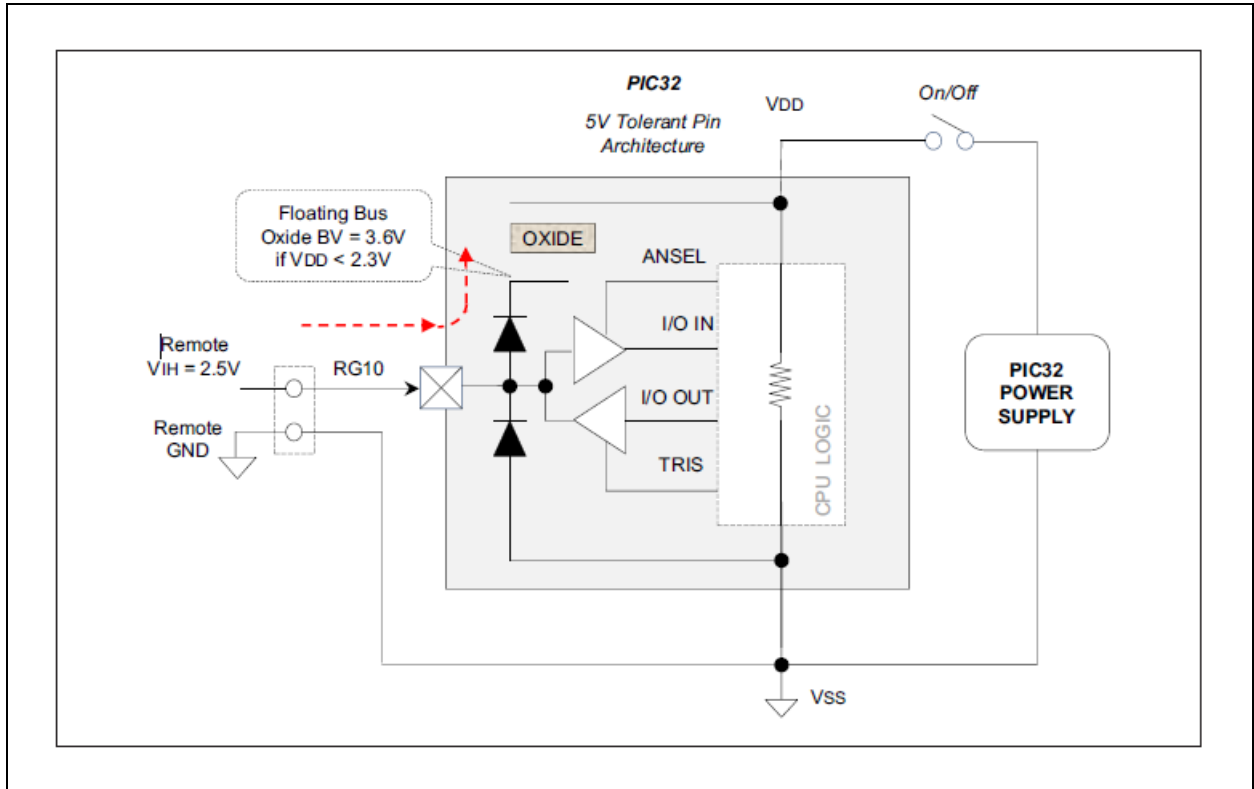 PIC32
5V Tolerant Pin
Architecture
VDD
On/Off
Floating Bus
Oxide BV = 3.6V
if VDD < 2.3V
OXIDE
ANSEL
I/O IN
Remote
VIH = 2.5V
RG10
I/O OUT
Remote
GND
TRIS
CPU LOGIC
PIC32
POWER
SUPPLY
VSS